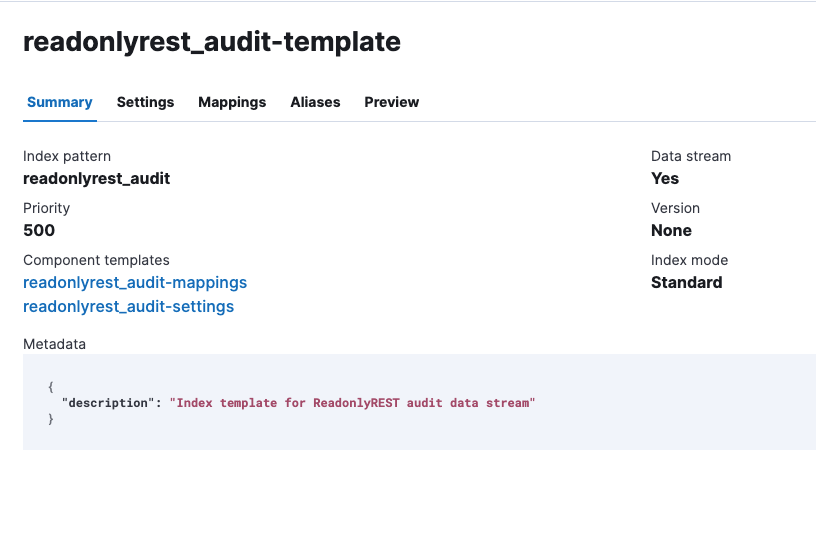 readonlyrest_audit-template
Summary Settings Mappings Aliases Preview
Index pattern
readonlyrest_audit
Priority
500
Component templates
readonlyrest_audit-mappings
readonlyrest_audit-settings
Data stream
Yes
Version
None
Index mode
Standard
Metadata
{
  "description": "Index template for ReadonlyREST audit data stream"
}